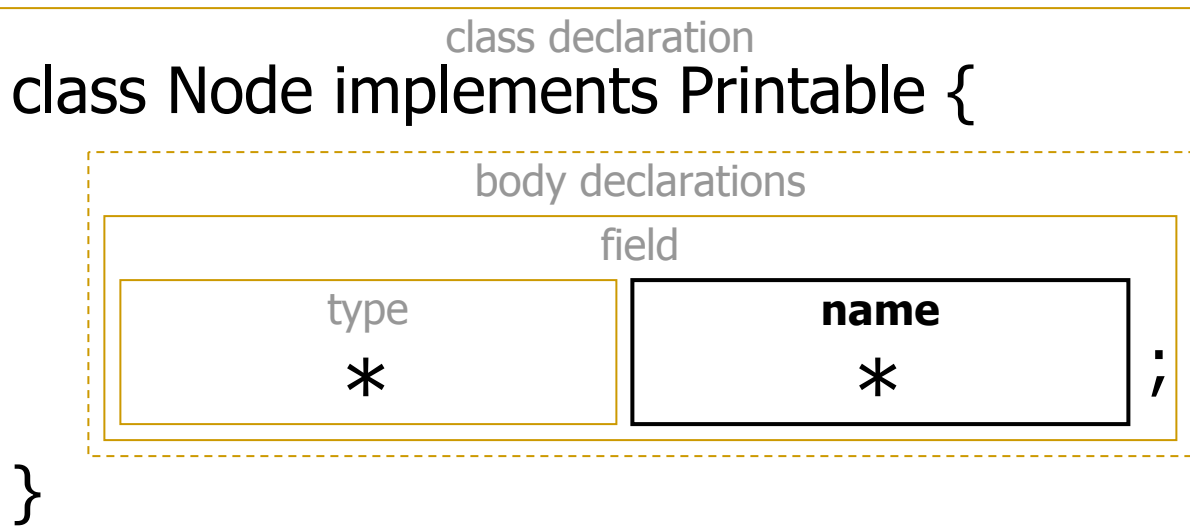 class declaration
class Node implements Printable {
body declarations
field
type name
* * ;
}